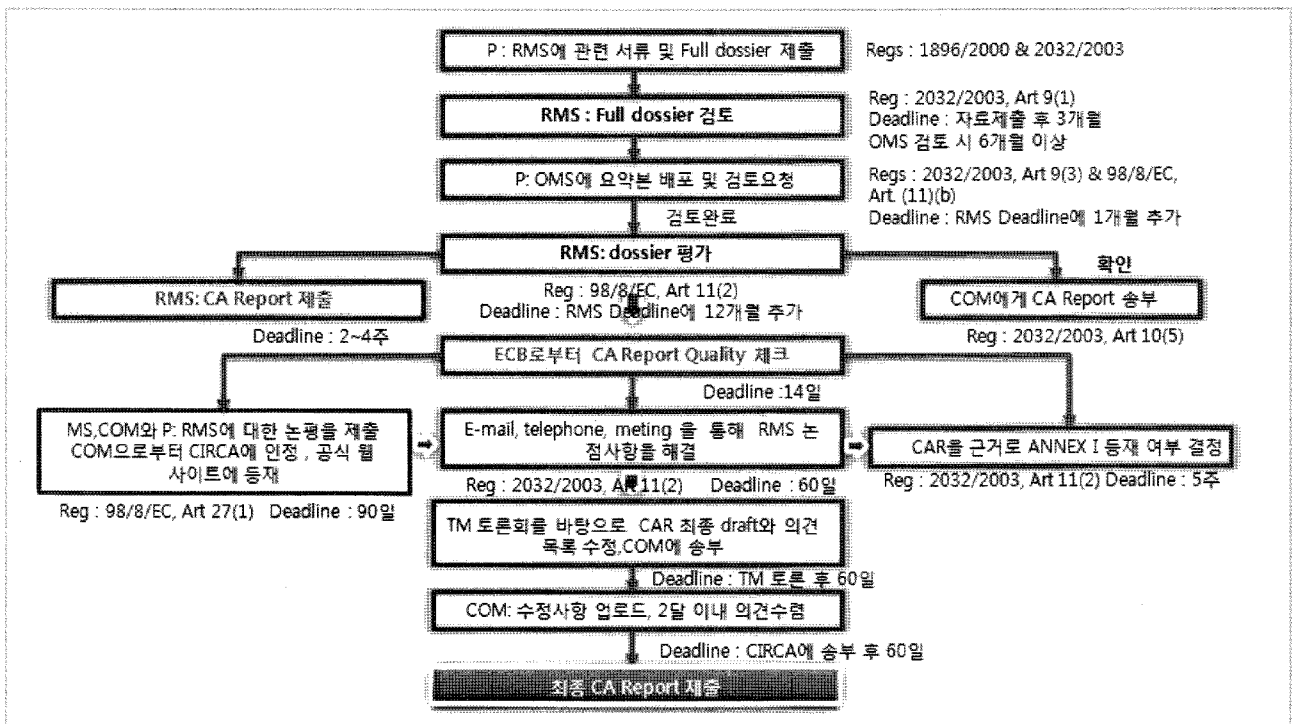 P : RMS에 관련 서류 및 Full dossier 제출
Regs : 1896/2000 & 2032/2003
RMS : Full dossier 검토
Reg : 2032/2003, Art 9(1)
Deadline : 자료제출 후 3개월
OMS 검토 시 6개월 이상
P: OMS에 요약본 배포 및 검토요청
Regs : 2032/2003, Art 9(3) & 98/8/EC,
Art. (11)(b)
Deadline : RMS Deadline에 1개월 추가
검토완료
RMS: dossier 평가
확인
RMS: CA Report 제출
Reg : 98/8/EC, Art 11(2)
Deadline : RMS Deadline에 12개월 추가
COM에게 CA Report 송부
Deadline : 2~4주
Reg : 2032/2003, Art 10(5)
ECB로부터 CA Report Quality 체크
Deadline :14일
MS,COM와 P: RMS에 대한 논평을 제출
COM으로부터 CIRCA에 인정 , 공식 웹
사이트에 등재
E-mail, telephone, meting 을 통해 RMS 논
점사항을 해결
CAR을 근거로 ANNEX I 등재 여부 결정
Reg : 98/8/EC, Art 27(1) Deadline : 90일
Reg : 2032/2003, Art 11(2) Deadline : 60일
Reg : 2032/2003, Art 11(2) Deadline : 5주
TM 토론회를 바탕으로 CAR 최종 draft와 의견
목록 수정,COM에 송부
Deadline : TM 토론 후 60일
COM: 수정사항 업로드, 2달 이내 의견수렴
Deadline : CIRCA에 송부 후 60일
최종 CA Report 제출